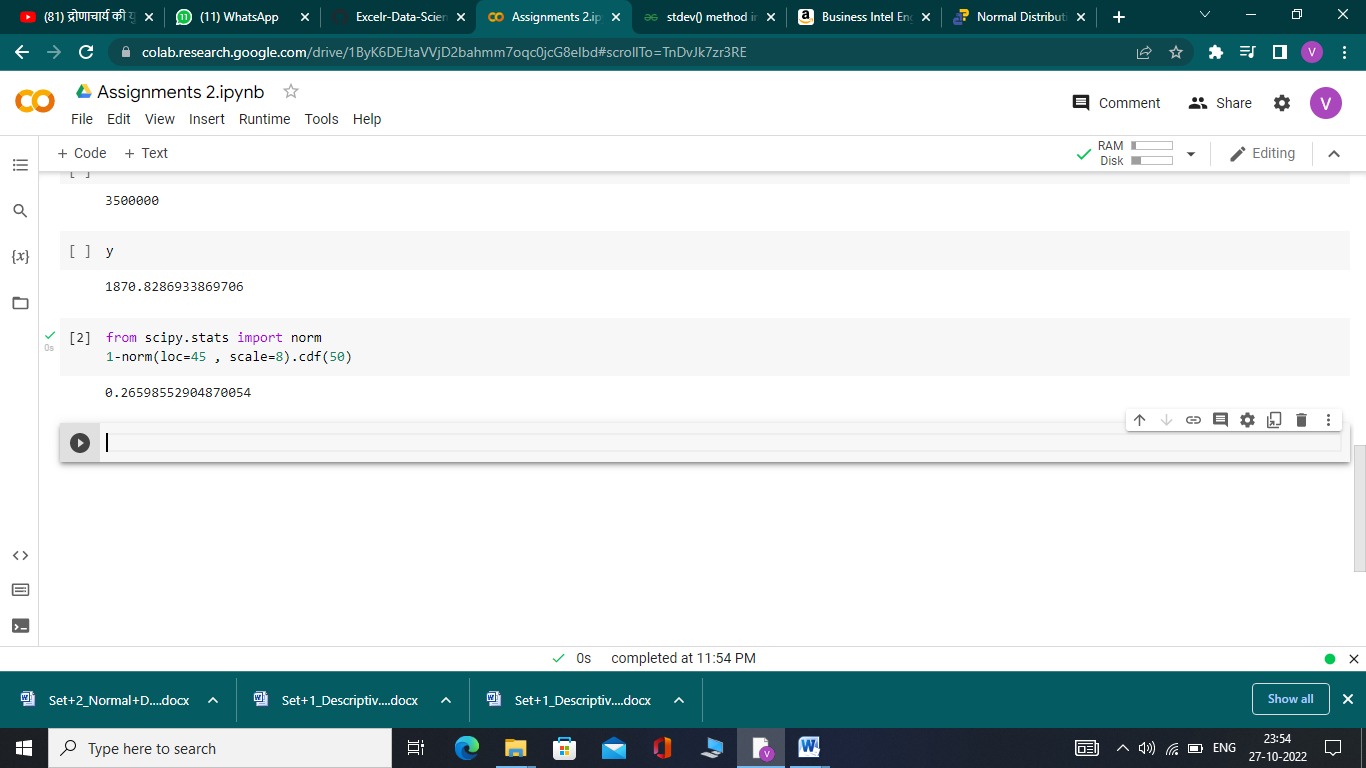 (81) द्रोणाचार्य की
(11) WhatsApp
Excelr-Data-Scien
Assignments 2.ip
stdev() method in
Business Intel Eng
Normal Distributi
colab.research.google.com/drive/1ByK6DEJtaVVjD2bahmm7oqc0jcG8eIbd#scrollTo=TnDvJk7zr3RE
V
Assignments 2.ipynb
File Edit View Insert Runtime Tools Help
Comment
Share
V
+ Code + Text
RAM
Disk
Editing
[ ]
3500000
[ ] y
1870.8286933869706
[2] from scipy.stats import norm
0s
1-norm(loc=45 , scale=8).cdf(50)
0.26598552904870054
{x}
0s completed at 11:54 PM
Set+2_Normal+D....docx
Set+1_Descriptiv....docx
Set+1_Descriptiv....docx
Show all
Type here to search
ENG
23:54
27-10-2022